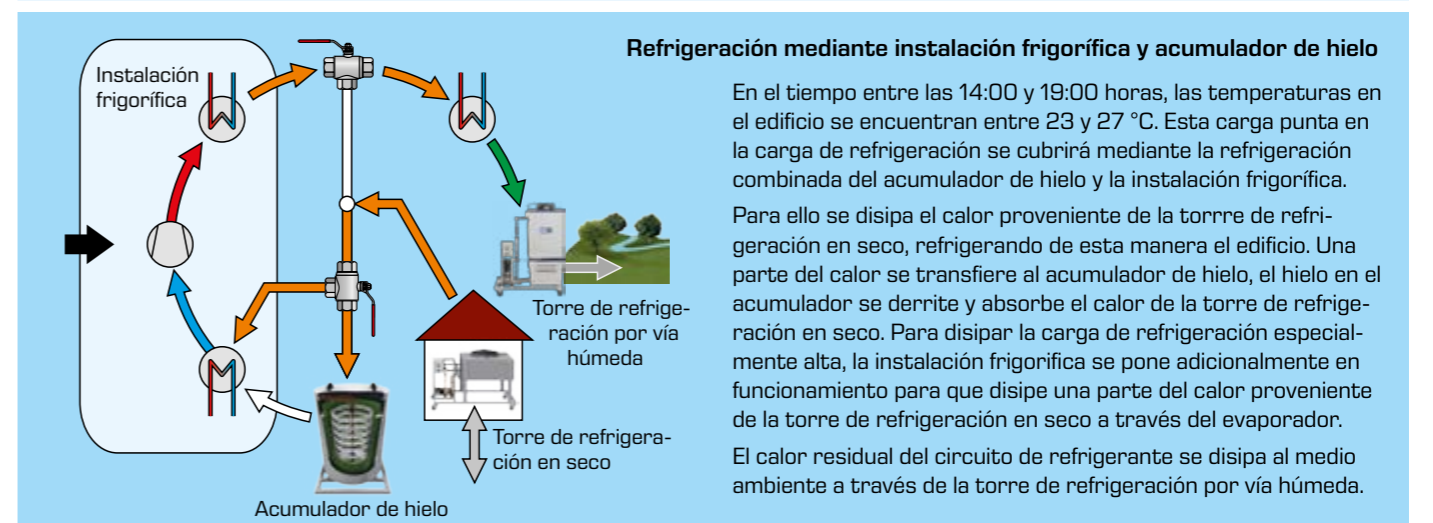 Refrigeración mediante instalación frigorífica y acumulador de hielo
Instalación
frigorífica
En el tiempo entre las 14:00 y 19:00 horas, las temperaturas en
el edificio se encuentran entre 23 y 27 °C. Esta carga punta en
la carga de refrigeración se cubrirá mediante la refrigeración
combinada del acumulador de hielo y la instalación frigorífica.
Para ello se disipa el calor proveniente de la torrre de refri-
geración en seco, refrigerando de esta manera el edificio. Una
parte del calor se transfiere al acumulador de hielo, el hielo en el
acumulador se derrite y absorbe el calor de la torre de refrige-
ración en seco. Para disipar la carga de refrigeración especial-
mente alta, la instalación frigorifica se pone adicionalmente en
funcionamiento para que disipe una parte del calor proveniente
de la torre de refrigeración en seco a través del evaporador.
El calor residual del circuito de refrigerante se disipa al medio
ambiente a través de la torre de refrigeración por vía húmeda.
Torre de refrige-
ración por vía
húmeda
Torre de refrigera-
ción en seco
Acumulador de hielo